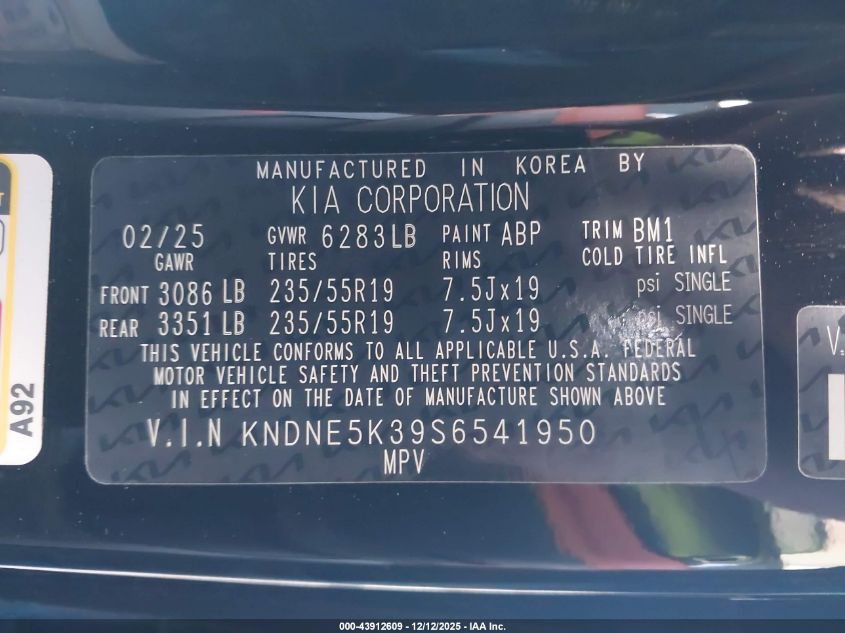 MANUFACTURED IN KOREA BY
KIA CORPORATION
02/25 GVWR 6283LB PAINT ABP TRIM BM1
GAWR TIRES RIMS COLD TIRE INFL
FRONT 3086 LB 235/55R19 7.5Jx19 psi SINGLE
REAR 3351 LB 235/55R19 7.5Jx19 psi SINGLE
THIS VEHICLE CONFORMS TO ALL APPLICABLE U.S.A. FEDERAL
MOTOR VEHICLE SAFETY AND THEFT PREVENTION STANDARDS
IN EFFECT ON THE DATE OF MANUFACTURE SHOWN ABOVE
V.I.N KNDNE5K39S6541950
MPV
A92
000-43912609 - 12/12/2025 - IAA Inc.